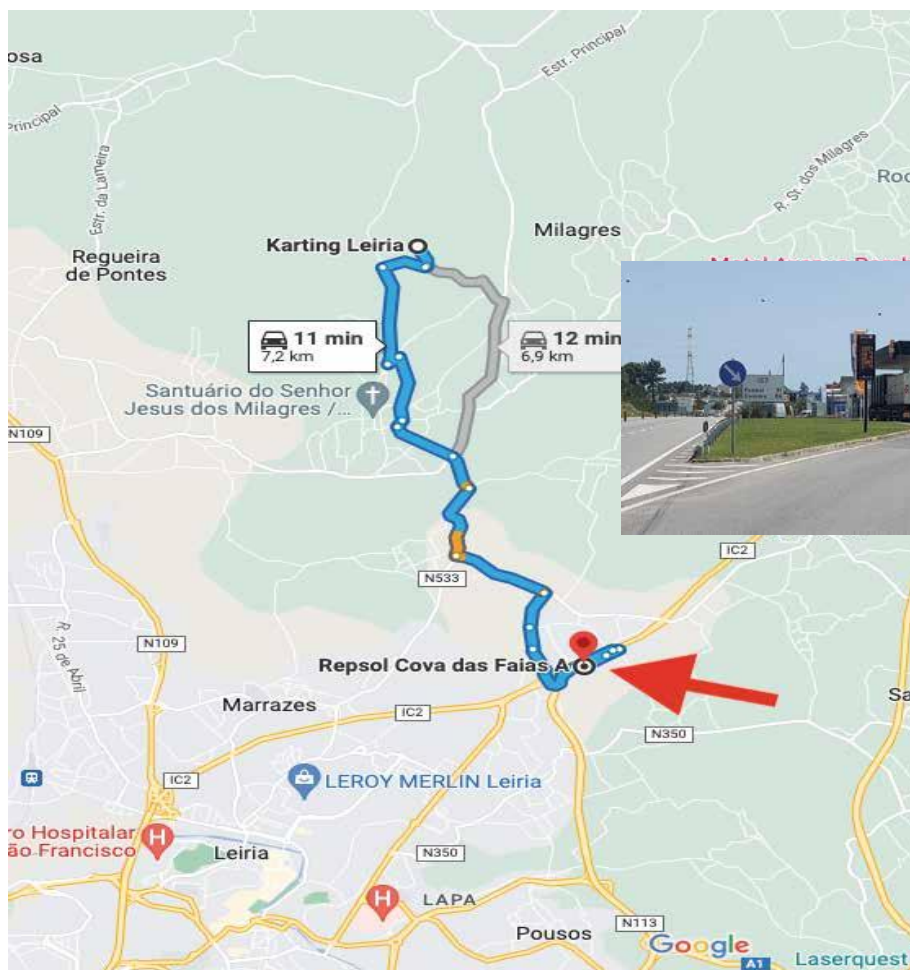 osa
Principal
Estr. da Lameira
Estr. Principal
R. St. dos Milagres
Roc
Regueira
de Pontes
Karting Leiria
Milagres
11 min
7,2 km
12 min
6,9 km
Santuário do Senhor
Jesus dos Milagres /...
N109
IC2
N533
R. 25 de Abril
N109
Repsol Cova das Faias A
Marrazes
IC2
N350
Sa
IC2
LEROY MERLIN Leiria
ro Hospitalar
ão Francisco
H
Leiria
N350
H
LAPA
Pousos
N113
Google
A1
Laserquest